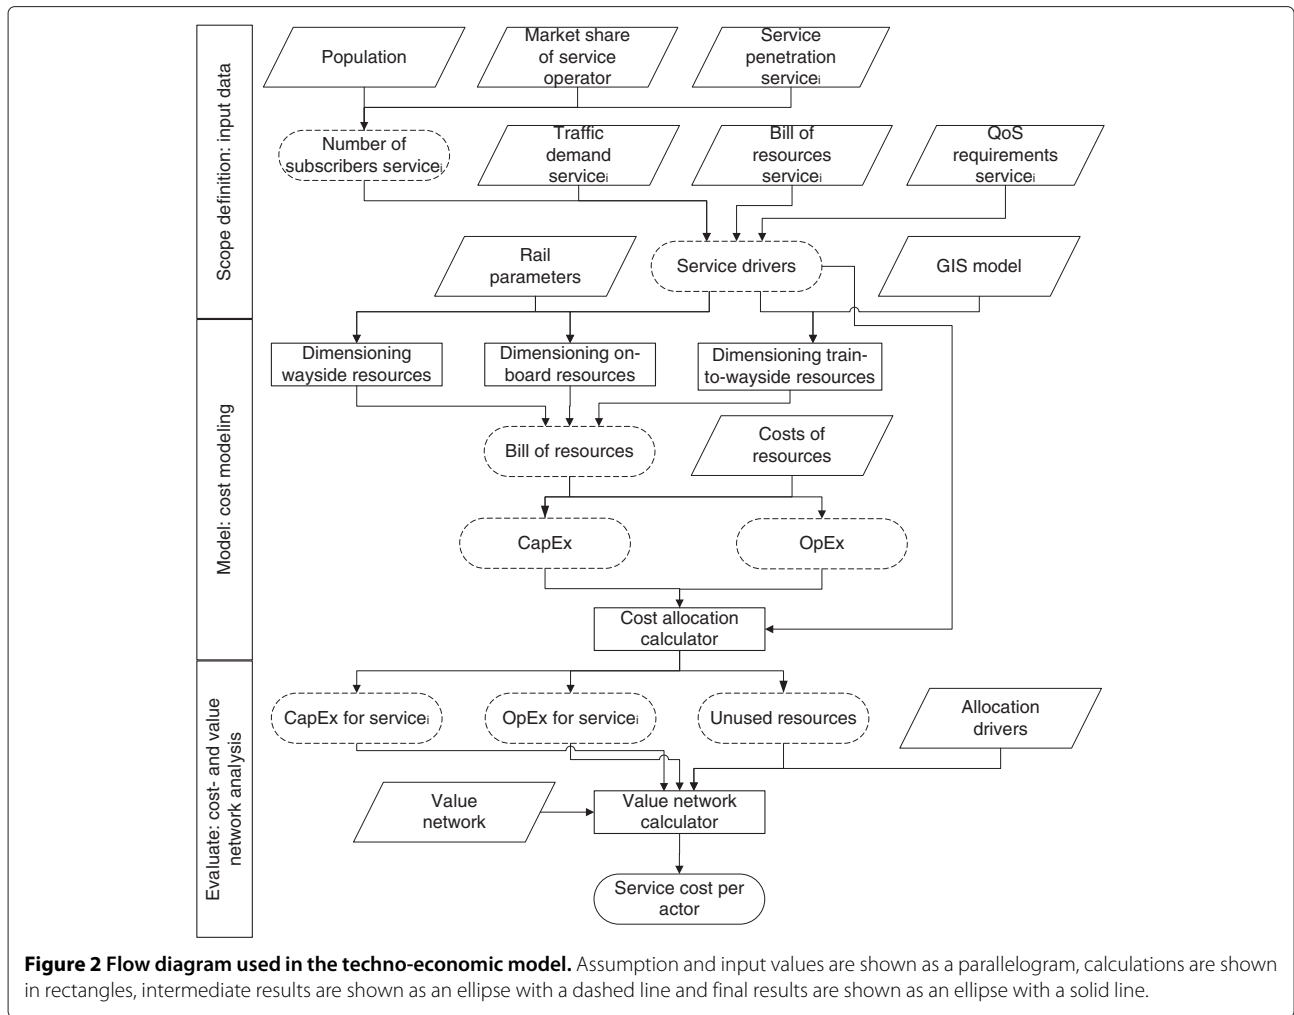 Scope definition: input data
Population
Market share
of service
operator
Service
penetration
serviceᵢ
Number of
subscribers serviceᵢ
Traffic
demand
serviceᵢ
Bill of
resources
serviceᵢ
QoS
requirements
serviceᵢ
Rail
parameters
Service drivers
GIS model
Model: cost modeling
Dimensioning
wayside resources
Dimensioning on-
board resources
Dimensioning train-
to-wayside resources
Bill of resources
Costs of
resources
CapEx
OpEx
Cost allocation
calculator
Evaluate: cost- and value
network analysis
CapEx for serviceᵢ
OpEx for serviceᵢ
Unused resources
Allocation
drivers
Value
network
Value network
calculator
Service cost per
actor
Figure 2 Flow diagram used in the techno-economic model. Assumption and input values are shown as a parallelogram, calculations are shown
in rectangles, intermediate results are shown as an ellipse with a dashed line and final results are shown as an ellipse with a solid line.